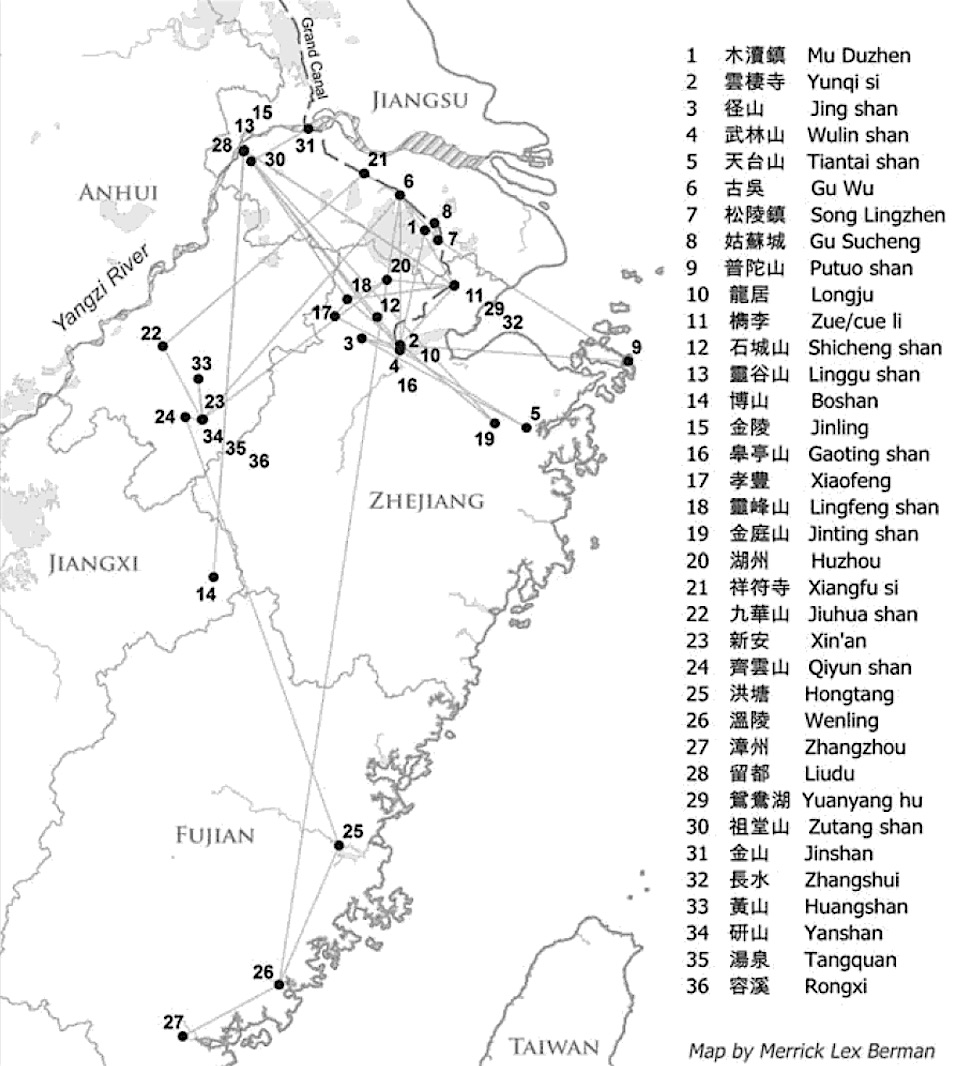 Grand Canal
JIANGSU
15
13
28
30
31
21
ANHUI
6
8
1
7
Yangzi River
20
18
12
11
17
29
32
22
3
2
10
4
9
33
16
23
24
5
19
34
35
36
ZHEJIANG
JIANGXI
14
25
FUJIAN
26
27
TAIWAN
1 木瀆鎮 Mu Duzhen
2 雲棲寺 Yunqi si
3 径山 Jing shan
4 武林山 Wulin shan
5 天台山 Tiantai shan
6 古吳 Gu Wu
7 松陵鎮 Song Lingzhen
8 姑蘇城 Gu Sucheng
9 普陀山 Putuo shan
10 龍居 Longju
11 檇李 Zue/cue li
12 石城山 Shicheng shan
13 靈谷山 Linggu shan
14 博山 Boshan
15 金陵 Jinling
16 皋亭山 Gaoting shan
17 孝豐 Xiaofeng
18 靈峰山 Lingfeng shan
19 金庭山 Jinting shan
20 湖州 Huzhou
21 祥符寺 Xiangfu si
22 九華山 Jiuhua shan
23 新安 Xin'an
24 齊雲山 Qiyun shan
25 洪塘 Hongtang
26 溫陵 Wenling
27 漳州 Zhangzhou
28 留都 Liudu
29 鴛鴦湖 Yuanyang hu
30 祖堂山 Zutang shan
31 金山 Jinshan
32 長水 Zhangshui
33 黃山 Huangshan
34 研山 Yanshan
35 湯泉 Tangquan
36 容溪 Rongxi
Map by Merrick Lex Berman